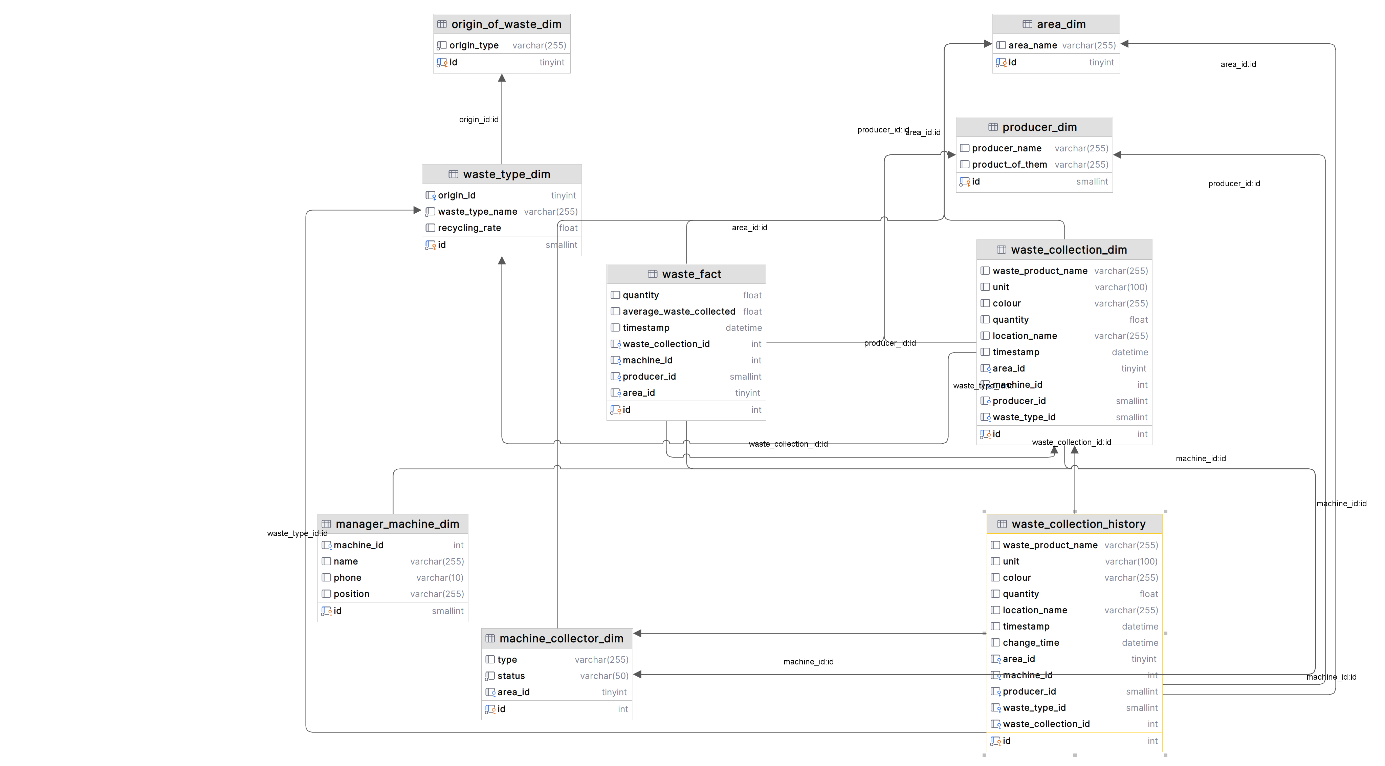 origin_of_waste_dim
origin_type varchar(255)
id tinyint
area_dim
area_name varchar(255)
id tinyint
area_id:id
origin_id:id
producer_id:id
area_id:id
producer_dim
producer_name varchar(255)
product_of_them varchar(255)
id smallint
producer_id:id
waste_type_dim
origin_id tinyint
waste_type_name varchar(255)
recycling_rate float
id smallint
area_id:id
waste_fact
quantity float
average_waste_collected float
timestamp datetime
waste_collection_id int
machine_id int
producer_id smallint
area_id tinyint
id int
producer_id:id
waste_collection_dim
waste_product_name varchar(255)
unit varchar(100)
colour varchar(255)
quantity float
location_name varchar(255)
timestamp datetime
area_id tinyint
machine_id int
producer_id smallint
waste_type_id smallint
id int
waste_collection_id:id
waste_collection_id:id
machine_id:id
machine_id:id
manager_machine_dim
machine_id int
name varchar(255)
phone varchar(10)
position varchar(255)
id smallint
waste_type_id:id
machine_collector_dim
type varchar(255)
status varchar(50)
area_id tinyint
id int
machine_id:id
waste_collection_history
waste_product_name varchar(255)
unit varchar(100)
colour varchar(255)
quantity float
location_name varchar(255)
timestamp datetime
change_time datetime
area_id tinyint
machine_id int
producer_id smallint
waste_type_id smallint
waste_collection_id int
id int
machine_id:id